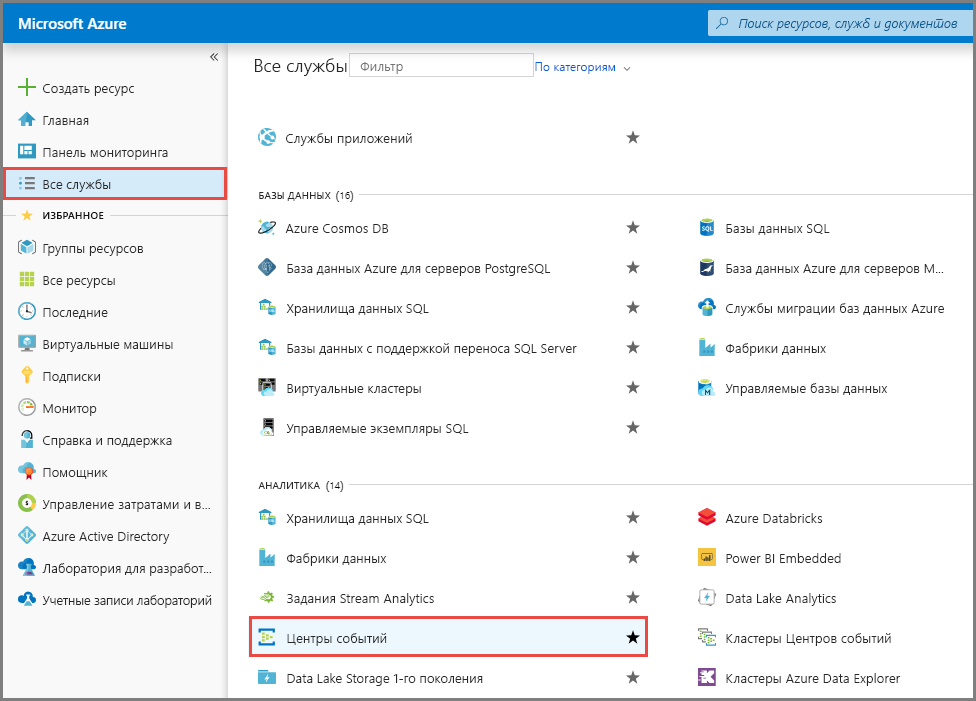 Microsoft Azure
Поиск ресурсов, служб и документов
«
Создать ресурс
Главная
Панель мониторинга
Все службы
ИЗБРАННОЕ
Группы ресурсов
Все ресурсы
Последние
Виртуальные машины
Подписки
Монитор
Справка и поддержка
Помощник
Управление затратами и в...
Azure Active Directory
Лаборатория для разработ...
Учетные записи лабораторий
Все службы
Фильтр
По категориям
Службы приложений
БАЗЫ ДАННЫХ (16)
Azure Cosmos DB
SQL Базы данных SQL
База данных Azure для серверов PostgreSQL
База данных Azure для серверов M...
Хранилища данных SQL
Службы миграции баз данных Azure
Базы данных с поддержкой переноса SQL Server
Фабрики данных
Виртуальные кластеры
M Управляемые базы данных
Управляемые экземпляры SQL
АНАЛИТИКА (14)
Хранилища данных SQL
Azure Databricks
Фабрики данных
Power BI Embedded
Задания Stream Analytics
Data Lake Analytics
Центры событий
Кластеры Центров событий
Data Lake Storage 1-го поколения
Кластеры Azure Data Explorer